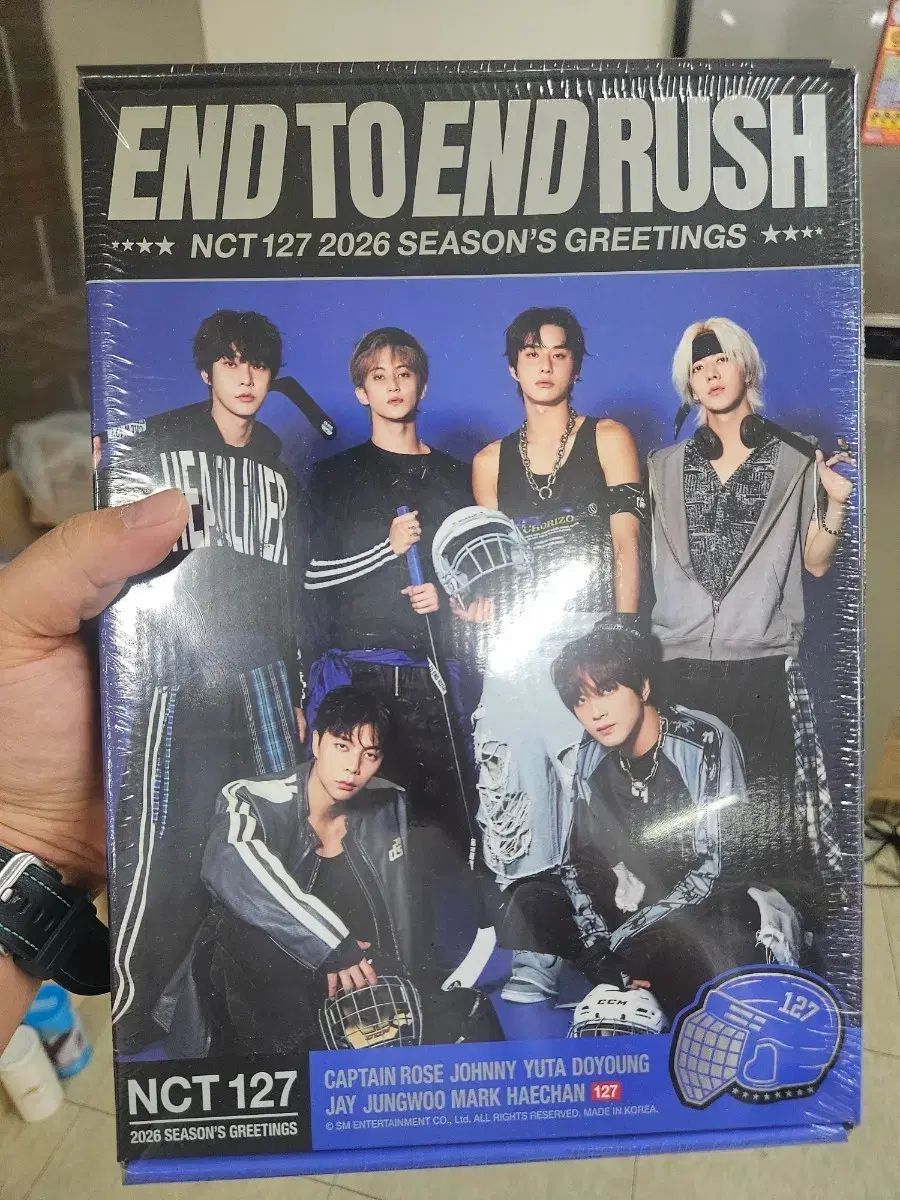 END TO END RUSH
NCT 127 2026 SEASON'S GREETINGS
HEADLINER
CHORIZO
CCM
127
NCT 127
2026 SEASON'S GREETINGS
CAPTAIN ROSE JOHNNY YUTA DOYOUNG
JAY JUNGWOO MARK HAECHAN 127
© SM ENTERTAINMENT CO., Ltd. ALL RIGHTS RESERVED. MADE IN KOREA.